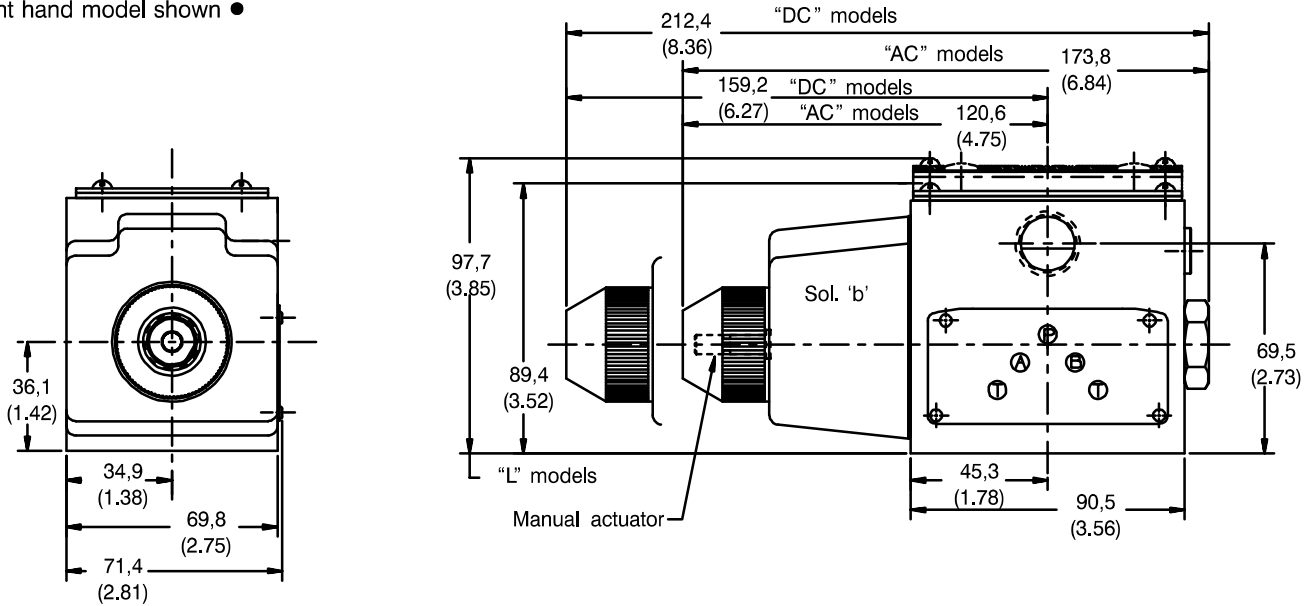 nt hand model shown ●
212,4
(8.36)
"DC" models
"AC" models
173,8
(6.84)
159,2
(6.27)
"DC" models
"AC" models
120,6
(4.75)
97,7
(3.85)
89,4
(3.52)
Sol. 'b'
P
A
B
T
T
69,5
(2.73)
36,1
(1.42)
34,9
(1.38)
69,8
(2.75)
71,4
(2.81)
"L" models
Manual actuator
45,3
(1.78)
90,5
(3.56)